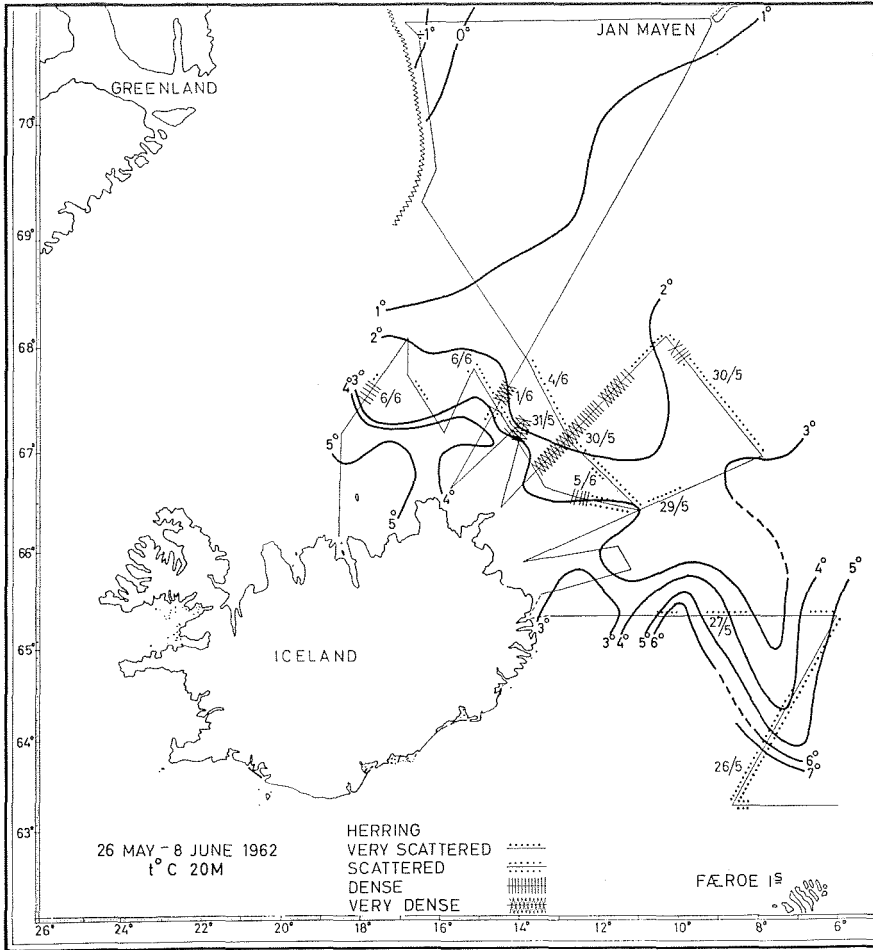 ÷1° 0° JAN MAYEN 1°
GREENLAND
70°
69°
1°
2°
68°
2°
6/6 4/6 30/5
4° 3° 6/6 1/6
31/5 30/5
5° 3°
67°
4° 5/6
5° 29/5
66°
4° 5°
3° 3° 4° 5° 6° 27/5
65°
ICELAND
64°
26/5 6°
7°
63°
HERRING
26 MAY – 8 JUNE 1962 VERY SCATTERED
t° C 20M SCATTERED
DENSE FÆROE Iˢ
VERY DENSE
26° 24° 22° 20° 18° 16° 14° 12° 10° 8° 6°